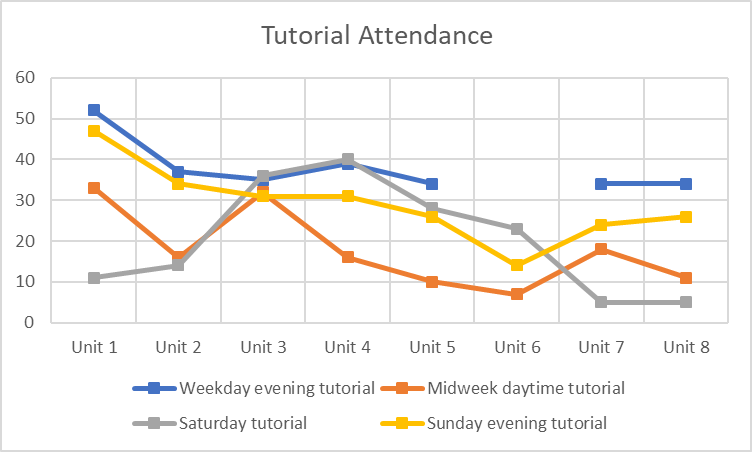 Tutorial Attendance
60
50
40
30
20
10
0
Unit 1 Unit 2 Unit 3 Unit 4 Unit 5 Unit 6 Unit 7 Unit 8
Weekday evening tutorial Midweek daytime tutorial
Saturday tutorial Sunday evening tutorial